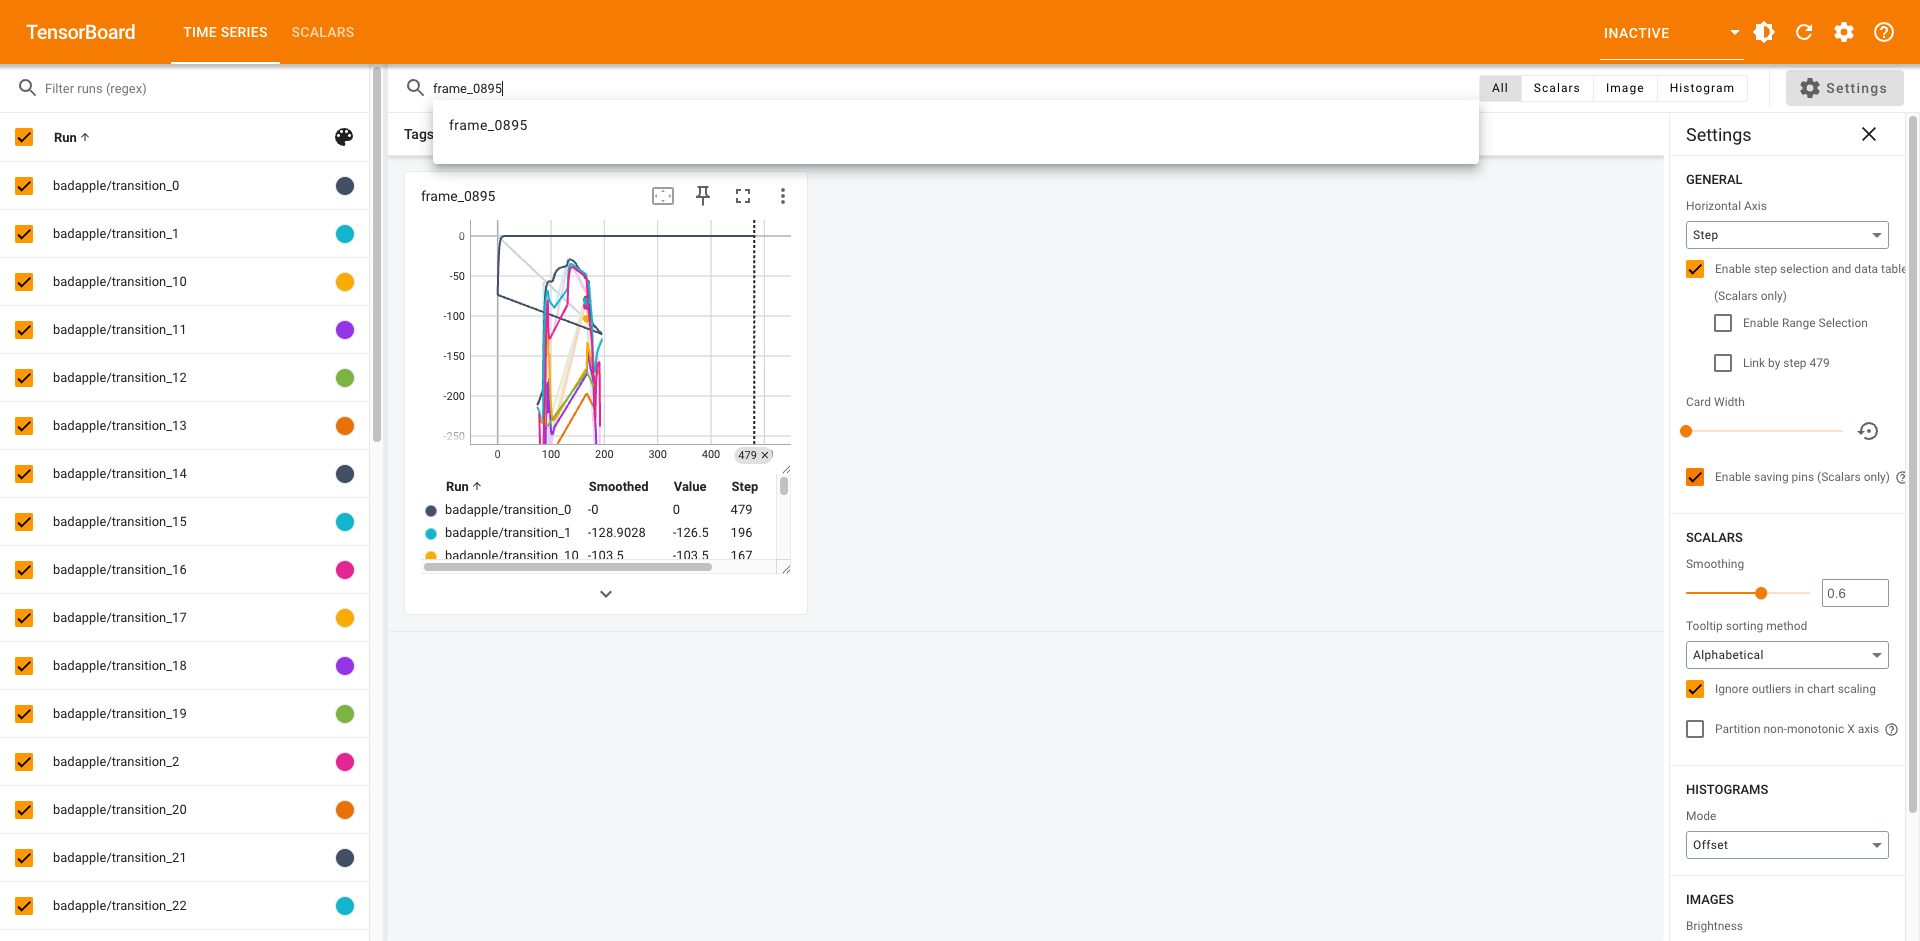 TensorBoard
TIME SERIES
SCALARS
INACTIVE
Filter runs (regex)
Run
badapple/transition_0
badapple/transition_1
badapple/transition_10
badapple/transition_11
badapple/transition_12
badapple/transition_13
badapple/transition_14
badapple/transition_15
badapple/transition_16
badapple/transition_17
badapple/transition_18
badapple/transition_19
badapple/transition_2
badapple/transition_20
badapple/transition_21
badapple/transition_22
frame_0895
All Scalars Image Histogram
Settings
frame_0895
Tags
frame_0895
0
-50
-100
-150
-200
-250
0 100 200 300 400 479
Run Smoothed Value Step
badapple/transition_0 -0 0 479
badapple/transition_1 -128.9028 -126.5 196
badapple/transition_10 -103.5 -103.5 167
Settings
GENERAL
Horizontal Axis
Step
Enable step selection and data table
(Scalars only)
Enable Range Selection
Link by step 479
Card Width
Enable saving pins (Scalars only)
SCALARS
Smoothing
0.6
Tooltip sorting method
Alphabetical
Ignore outliers in chart scaling
Partition non-monotonic X axis
HISTOGRAMS
Mode
Offset
IMAGES
Brightness